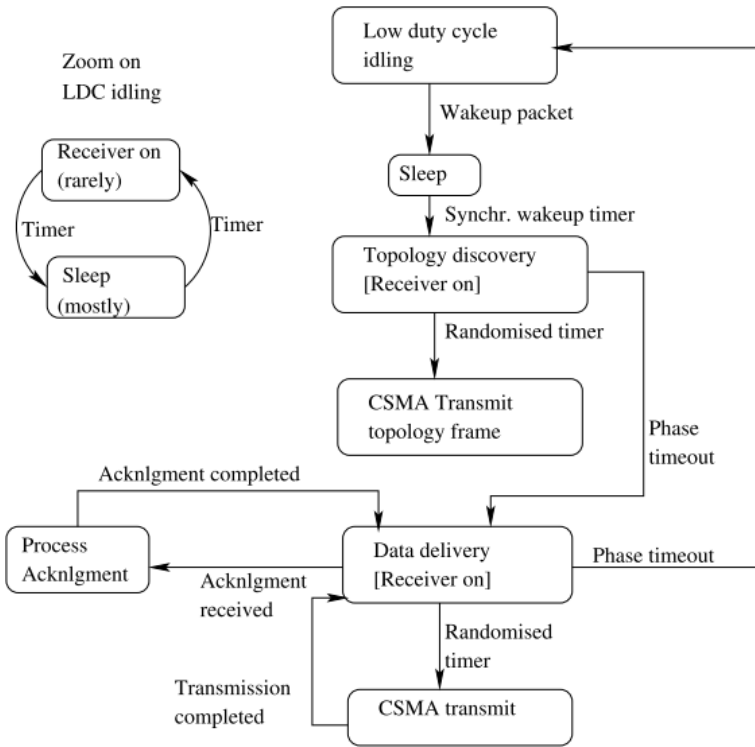 Low duty cycle
idling
Zoom on
LDC idling
Wakeup packet
Receiver on
(rarely)
Sleep
Timer
Timer
Synchr. wakeup timer
Sleep
(mostly)
Topology discovery
[Receiver on]
Randomised timer
CSMA Transmit
topology frame
Phase
timeout
Acknlgment completed
Process
Acknlgment
Data delivery
[Receiver on]
Phase timeout
Acknlgment
received
Randomised
timer
Transmission
completed
CSMA transmit